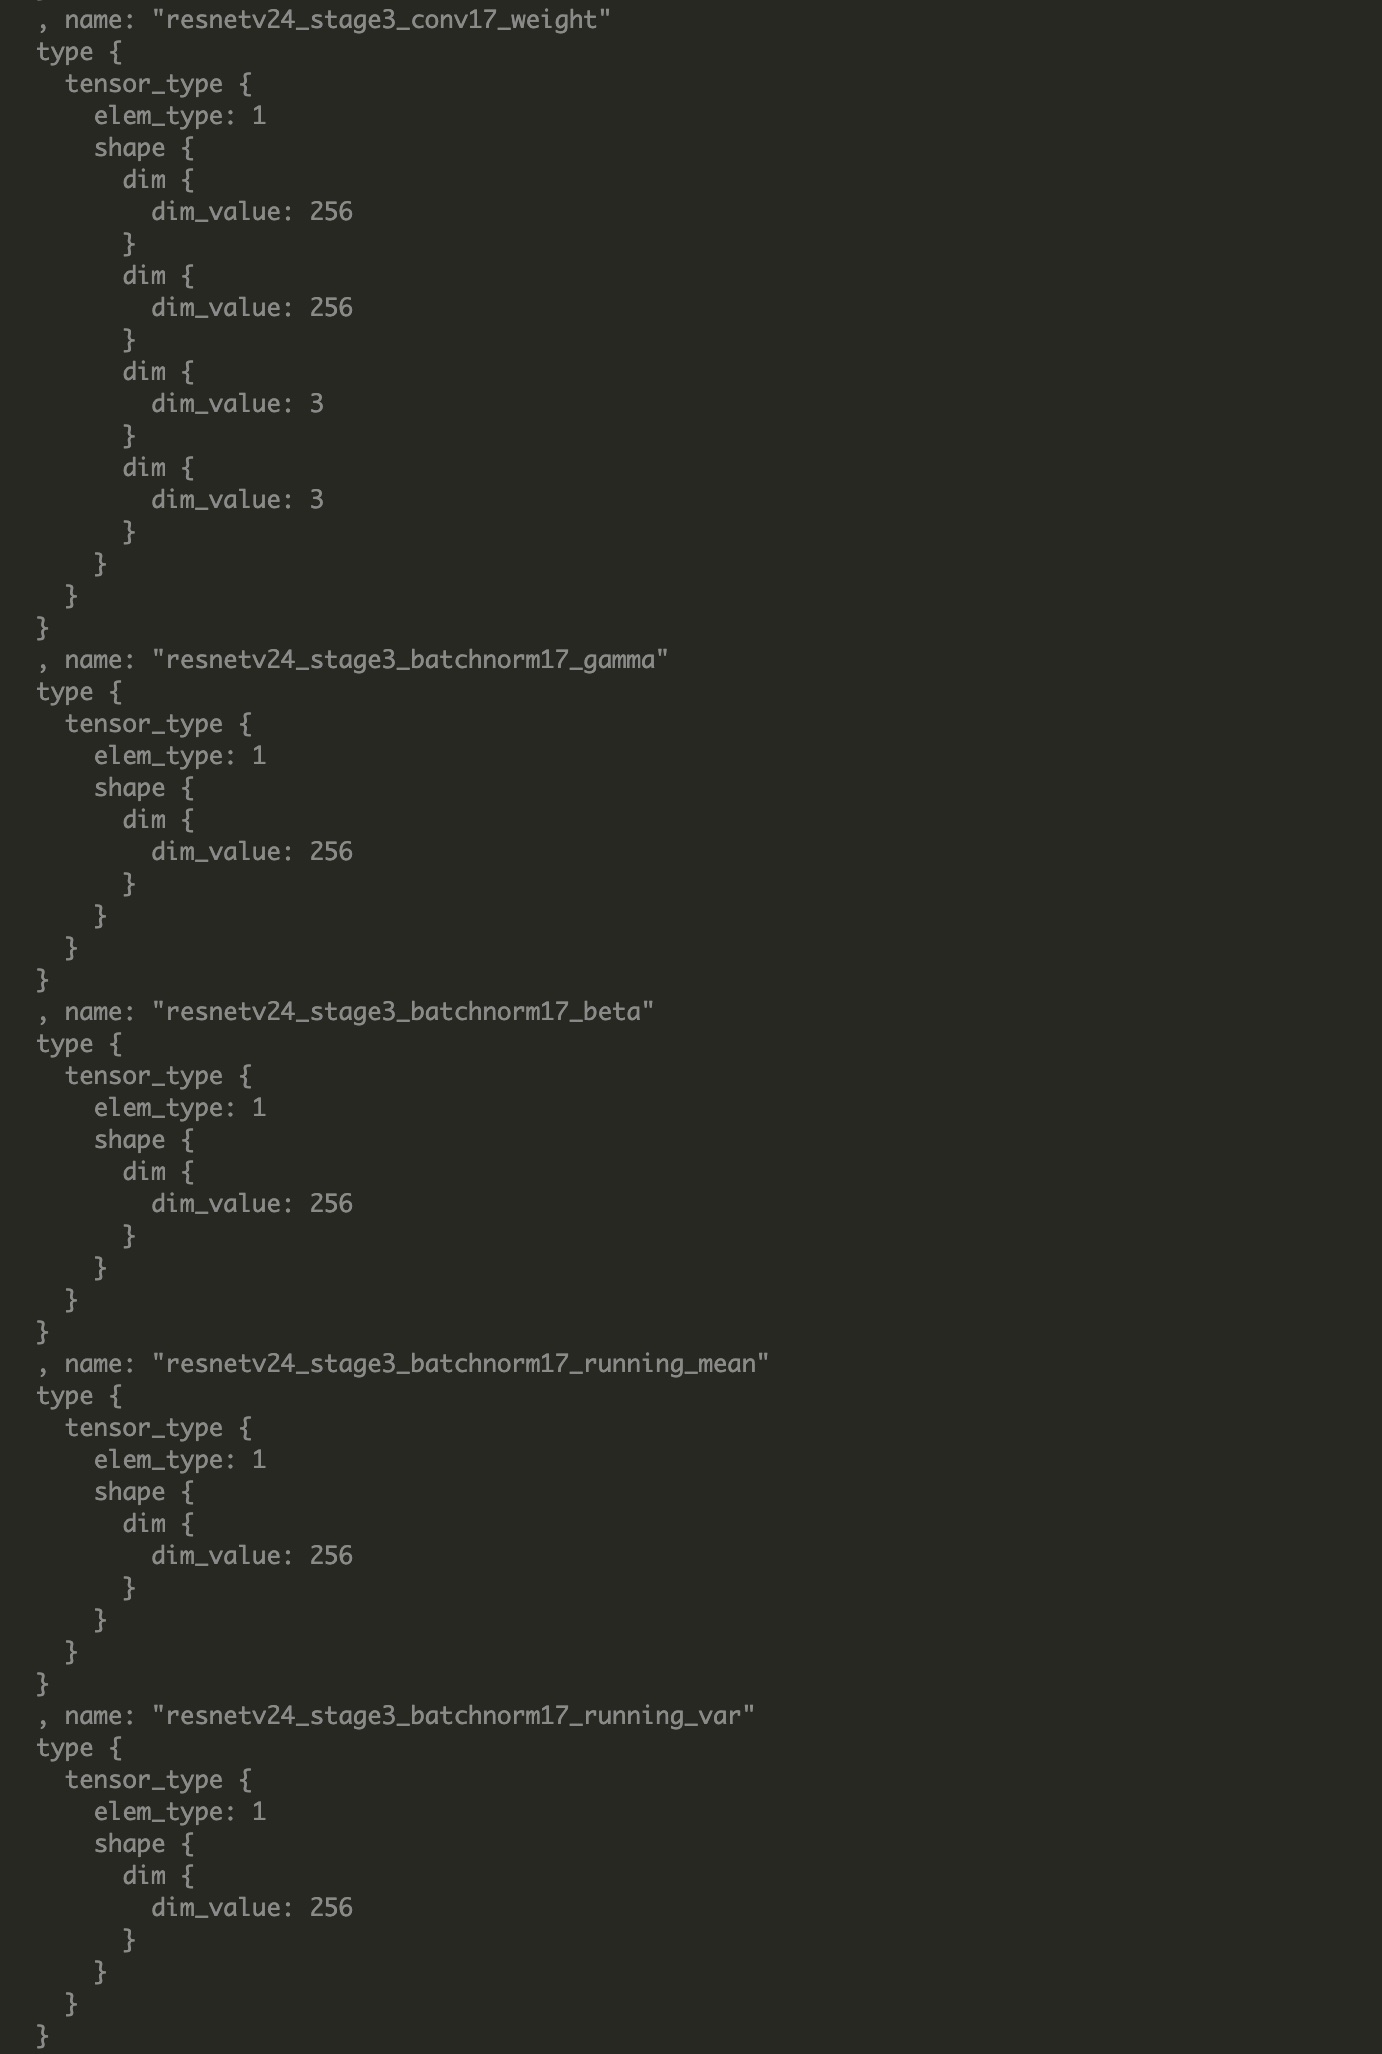 , name: "resnetv24_stage3_conv17_weight"
type {
  tensor_type {
    elem_type: 1
    shape {
      dim {
        dim_value: 256
      }
      dim {
        dim_value: 256
      }
      dim {
        dim_value: 3
      }
      dim {
        dim_value: 3
      }
    }
  }
}
, name: "resnetv24_stage3_batchnorm17_gamma"
type {
  tensor_type {
    elem_type: 1
    shape {
      dim {
        dim_value: 256
      }
    }
  }
}
, name: "resnetv24_stage3_batchnorm17_beta"
type {
  tensor_type {
    elem_type: 1
    shape {
      dim {
        dim_value: 256
      }
    }
  }
}
, name: "resnetv24_stage3_batchnorm17_running_mean"
type {
  tensor_type {
    elem_type: 1
    shape {
      dim {
        dim_value: 256
      }
    }
  }
}
, name: "resnetv24_stage3_batchnorm17_running_var"
type {
  tensor_type {
    elem_type: 1
    shape {
      dim {
        dim_value: 256
      }
    }
  }
}